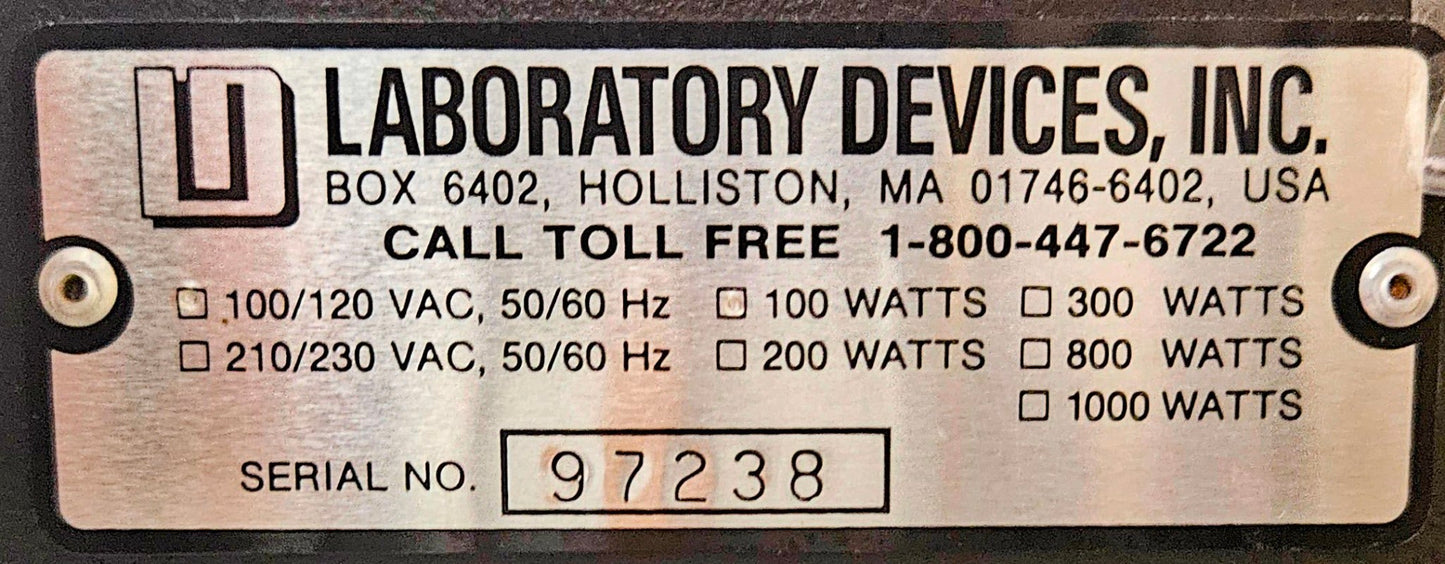 LD LABORATORY DEVICES, INC.
BOX 6402, HOLLISTON, MA 01746-6402, USA
CALL TOLL FREE 1-800-447-6722
100/120 VAC, 50/60 Hz 100 WATTS 300 WATTS
210/230 VAC, 50/60 Hz 200 WATTS 800 WATTS
1000 WATTS
SERIAL NO. 97238